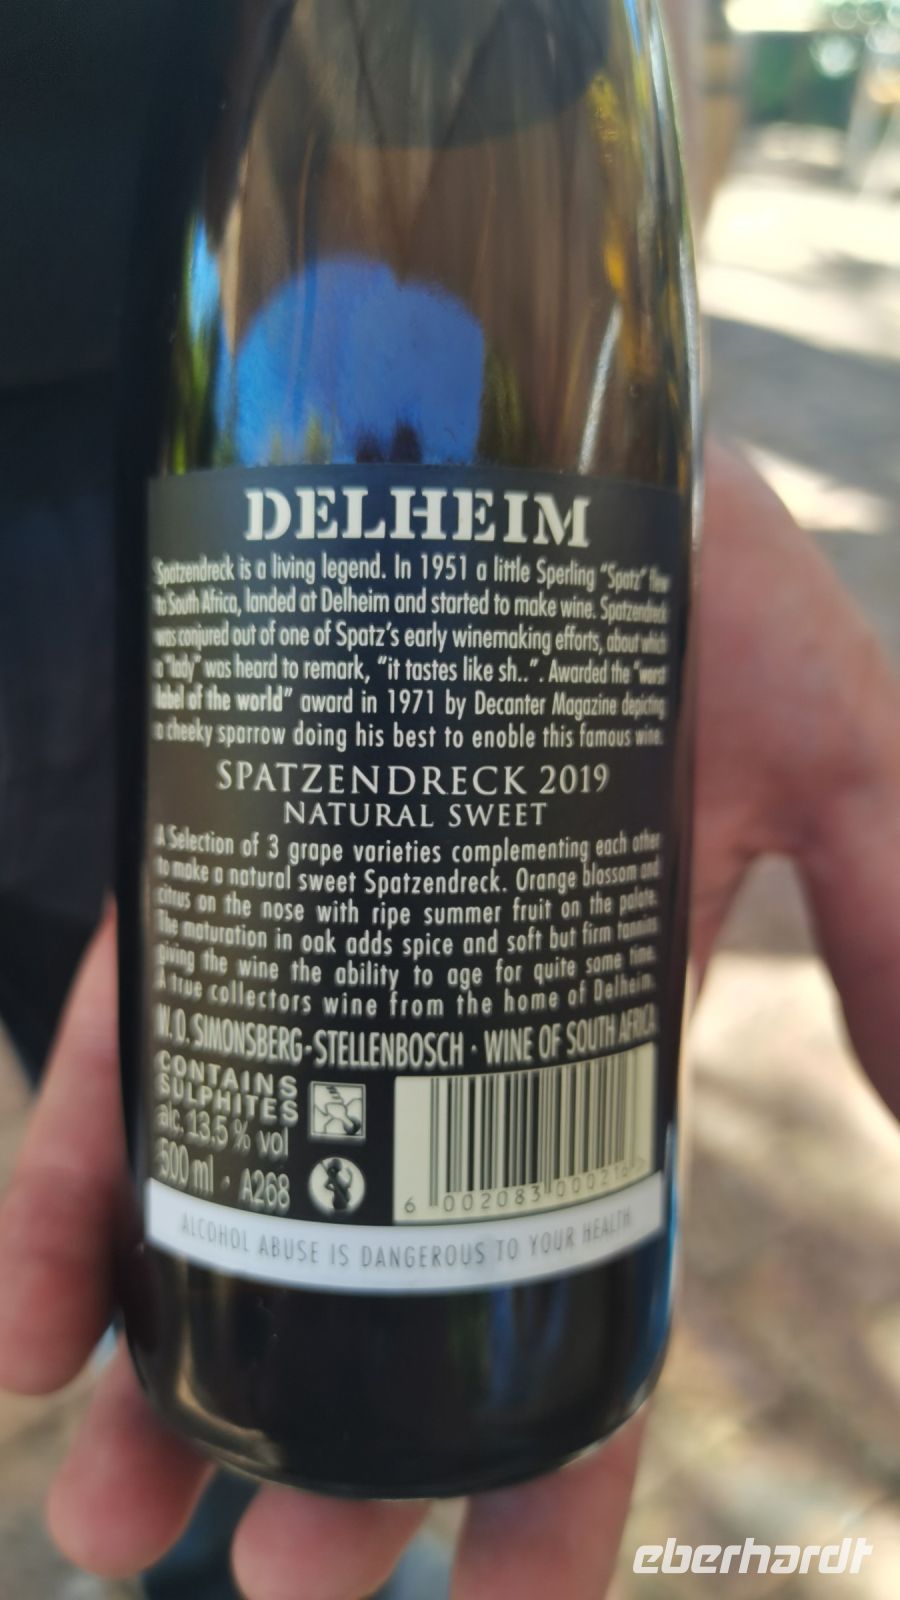 DELHEIM
Spatzendreck is a living legend. In 1951 a little Sperling "Spatz" flew
to South Africa, landed at Delheim and started to make wine. Spatzendreck
was conjured out of one of Spatz's early winemaking efforts, about which
a "lady" was heard to remark, "it tastes like sh..". Awarded the "worst
label of the world" award in 1971 by Decanter Magazine depicting
a cheeky sparrow doing his best to enoble this famous wine.
SPATZENDRECK 2019
NATURAL SWEET
A Selection of 3 grape varieties complementing each other
to make a natural sweet Spatzendreck. Orange blossom and
citrus on the nose with ripe summer fruit on the palate.
The maturation in oak adds spice and soft but firm tannins
giving the wine the ability to age for quite some time.
A true collectors wine from the home of Delheim.
W.O. SIMONSBERG-STELLENBOSCH · WINE OF SOUTH AFRICA
CONTAINS
SULPHITES
alc. 13,5 % vol
500 ml · A268
6 002083 000216 >
ALCOHOL ABUSE IS DANGEROUS TO YOUR HEALTH
eberhardt